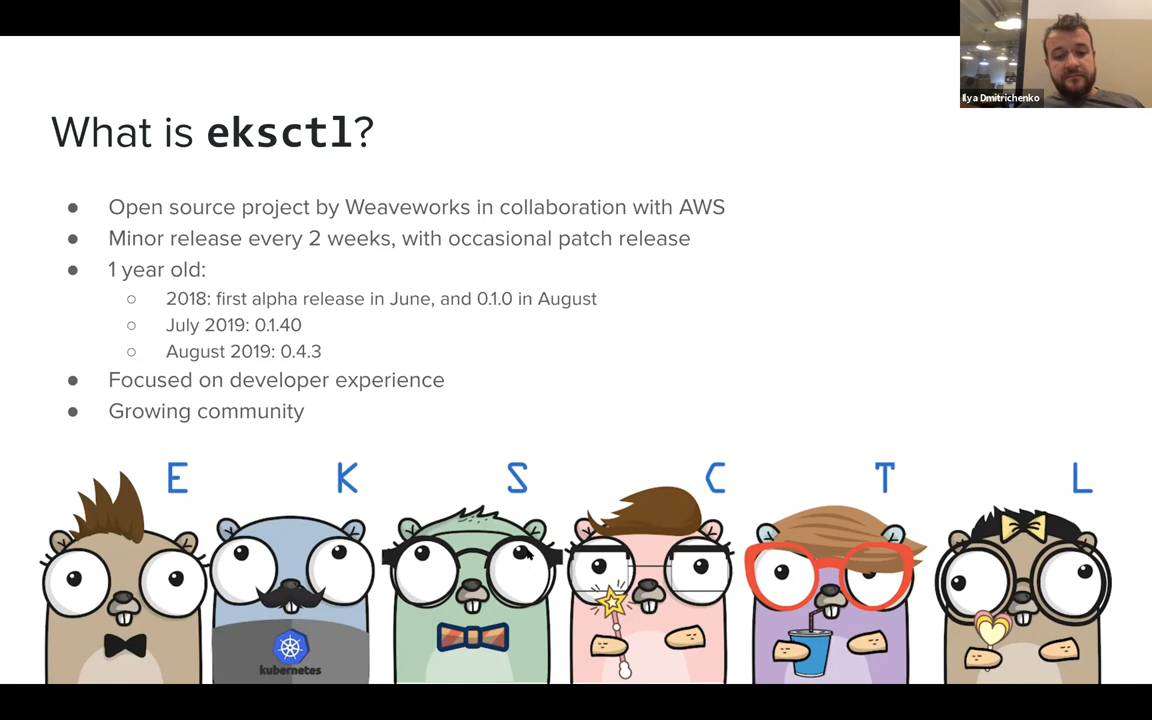 Ilya Dmitrichenko
What is eksctl?
● Open source project by Weaveworks in collaboration with AWS
● Minor release every 2 weeks, with occasional patch release
● 1 year old:
○ 2018: first alpha release in June, and 0.1.0 in August
○ July 2019: 0.1.40
○ August 2019: 0.4.3
● Focused on developer experience
● Growing community
E K S C T L
kubernetes